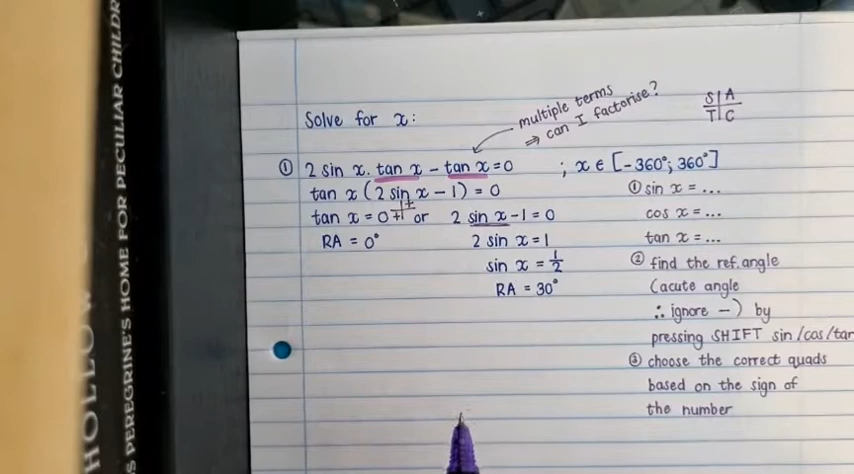 HOLLOW
S PEREGRINE'S HOME FOR PECULIAR CHILDR
Solve for x:
multiple terms
⇒ can I factorise?
S | A
T | C
① 2 sin x. tan x - tan x = 0 ; x ∈ [-360°; 360°]
tan x (2 sin x - 1) = 0
tan x = 0 or 2 sin x - 1 = 0
RA = 0°
2 sin x = 1
sin x = 1/2
RA = 30°
① sin x = ...
cos x = ...
tan x = ...
② find the ref. angle
(acute angle
∴ ignore -) by
pressing SHIFT sin/cos/tan
③ choose the correct quads
based on the sign of
the number